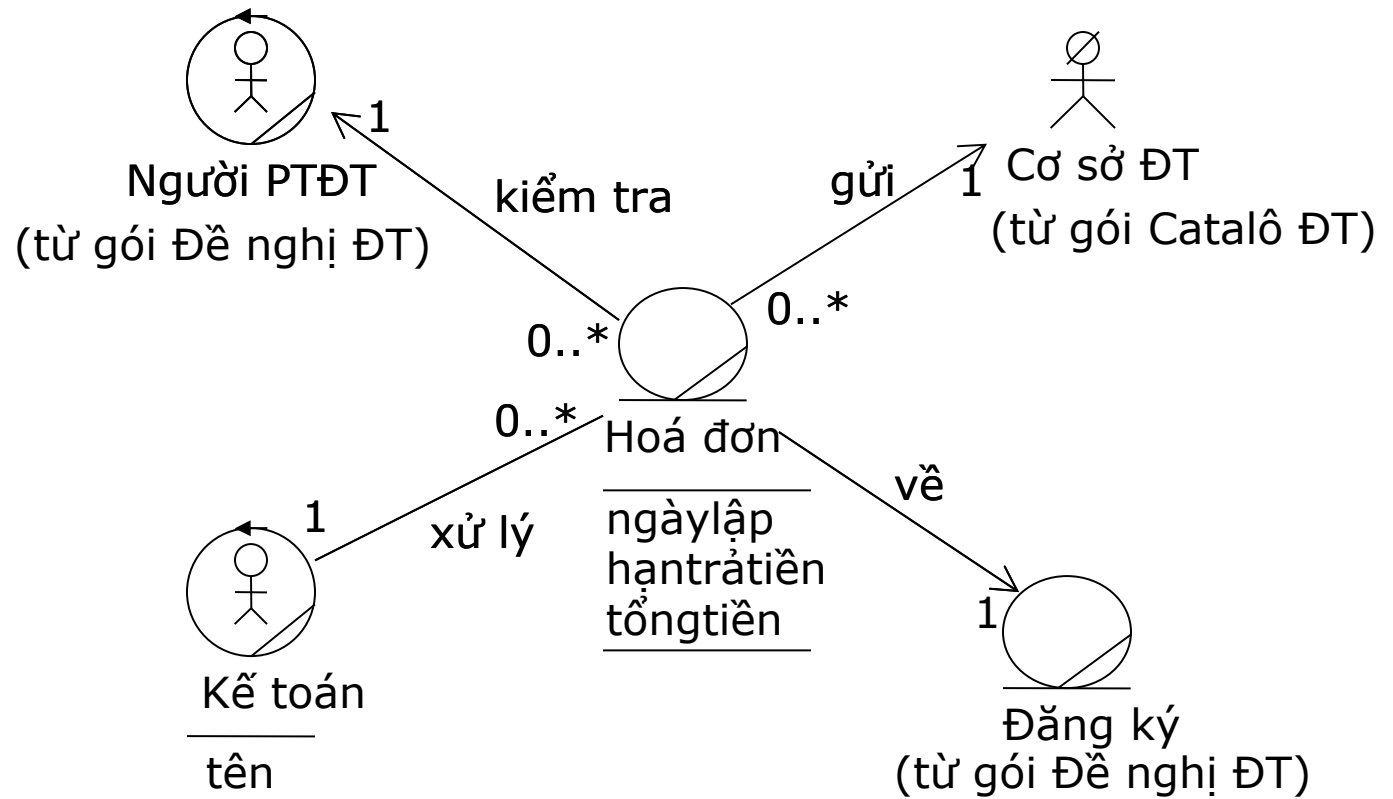 1
Người PTĐT
(từ gói Đề nghị ĐT)
kiểm tra
gửi
1
Cơ sở ĐT
(từ gói Catalô ĐT)
0..*
0..*
0..*
Hoá đơn
ngàylập
hạntrảtiền
tổngtiền
1
xử lý
Kế toán
tên
về
1
Đăng ký
(từ gói Đề nghị ĐT)